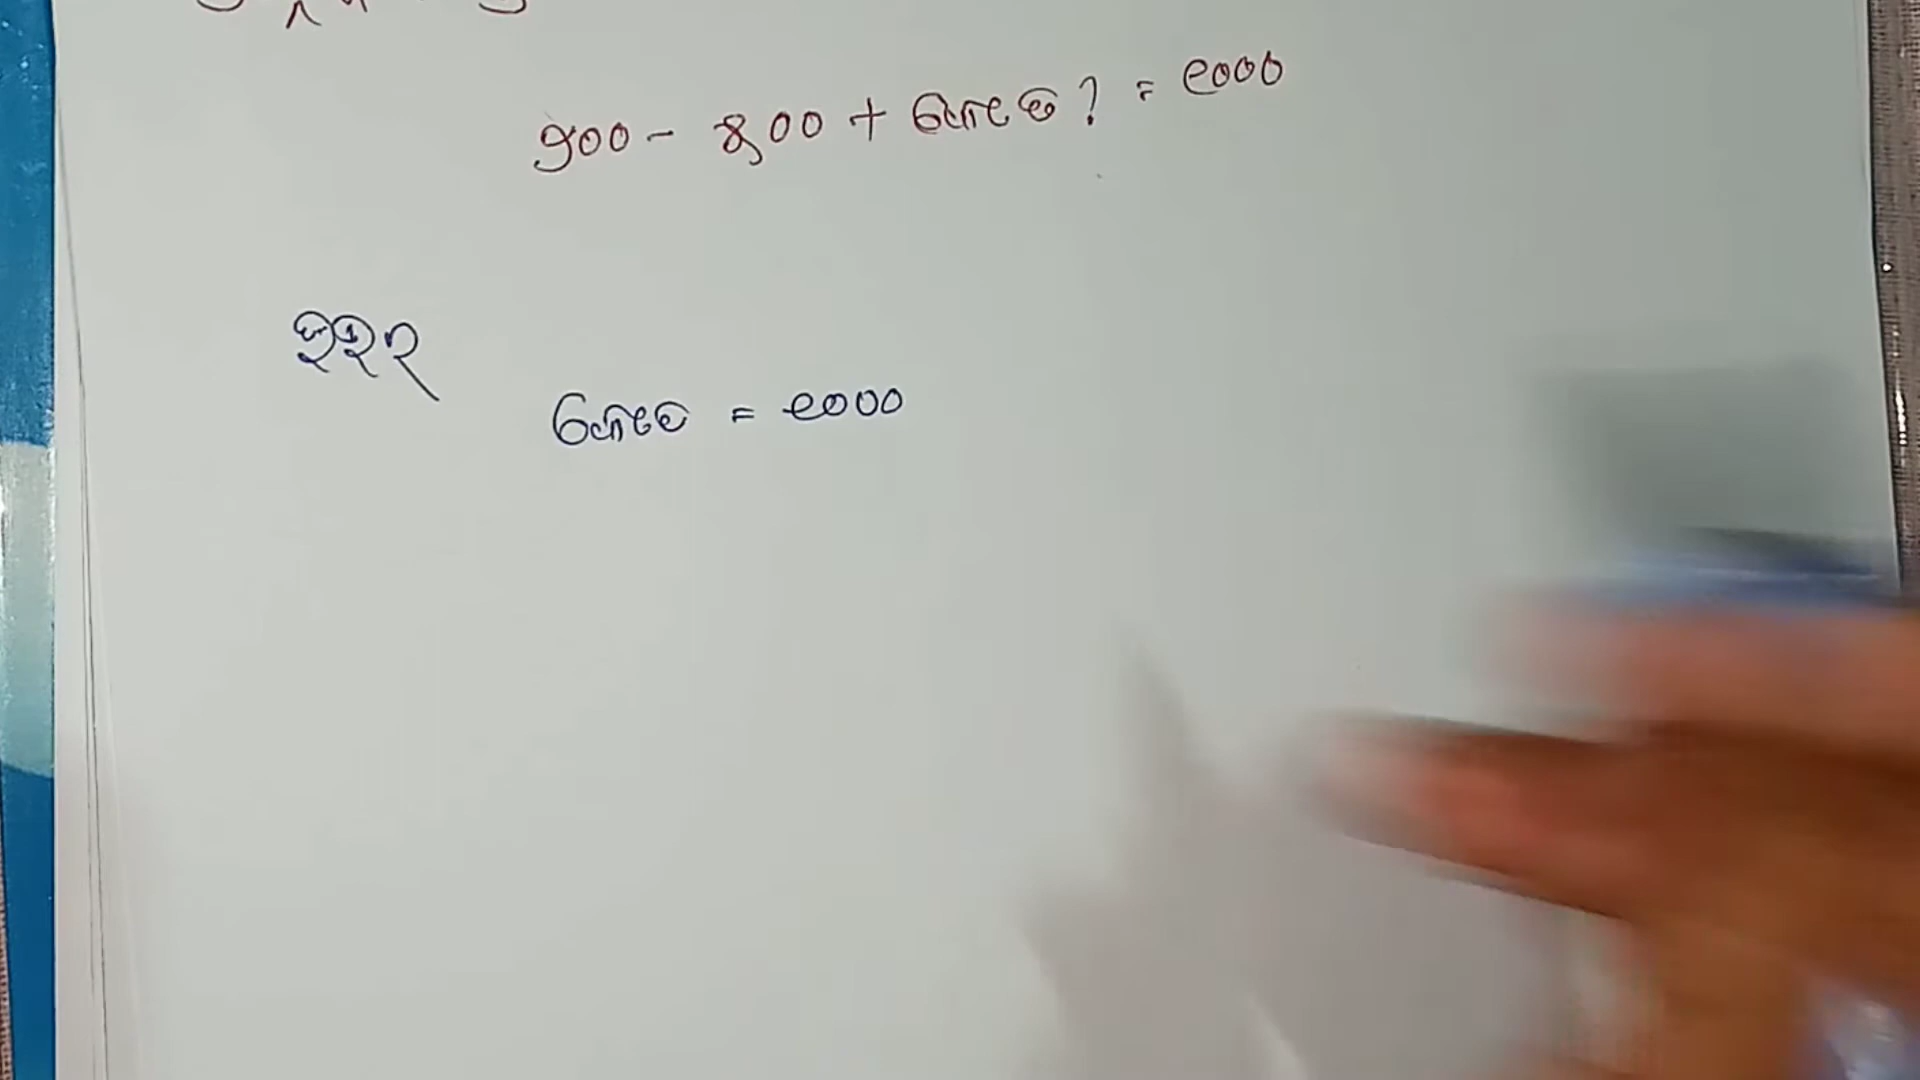 ୨୦୦ - ୫୦୦ + କେତେ? = ୧୦୦୦
ଉତ୍ତର
କେତେ = ୧୦୦୦